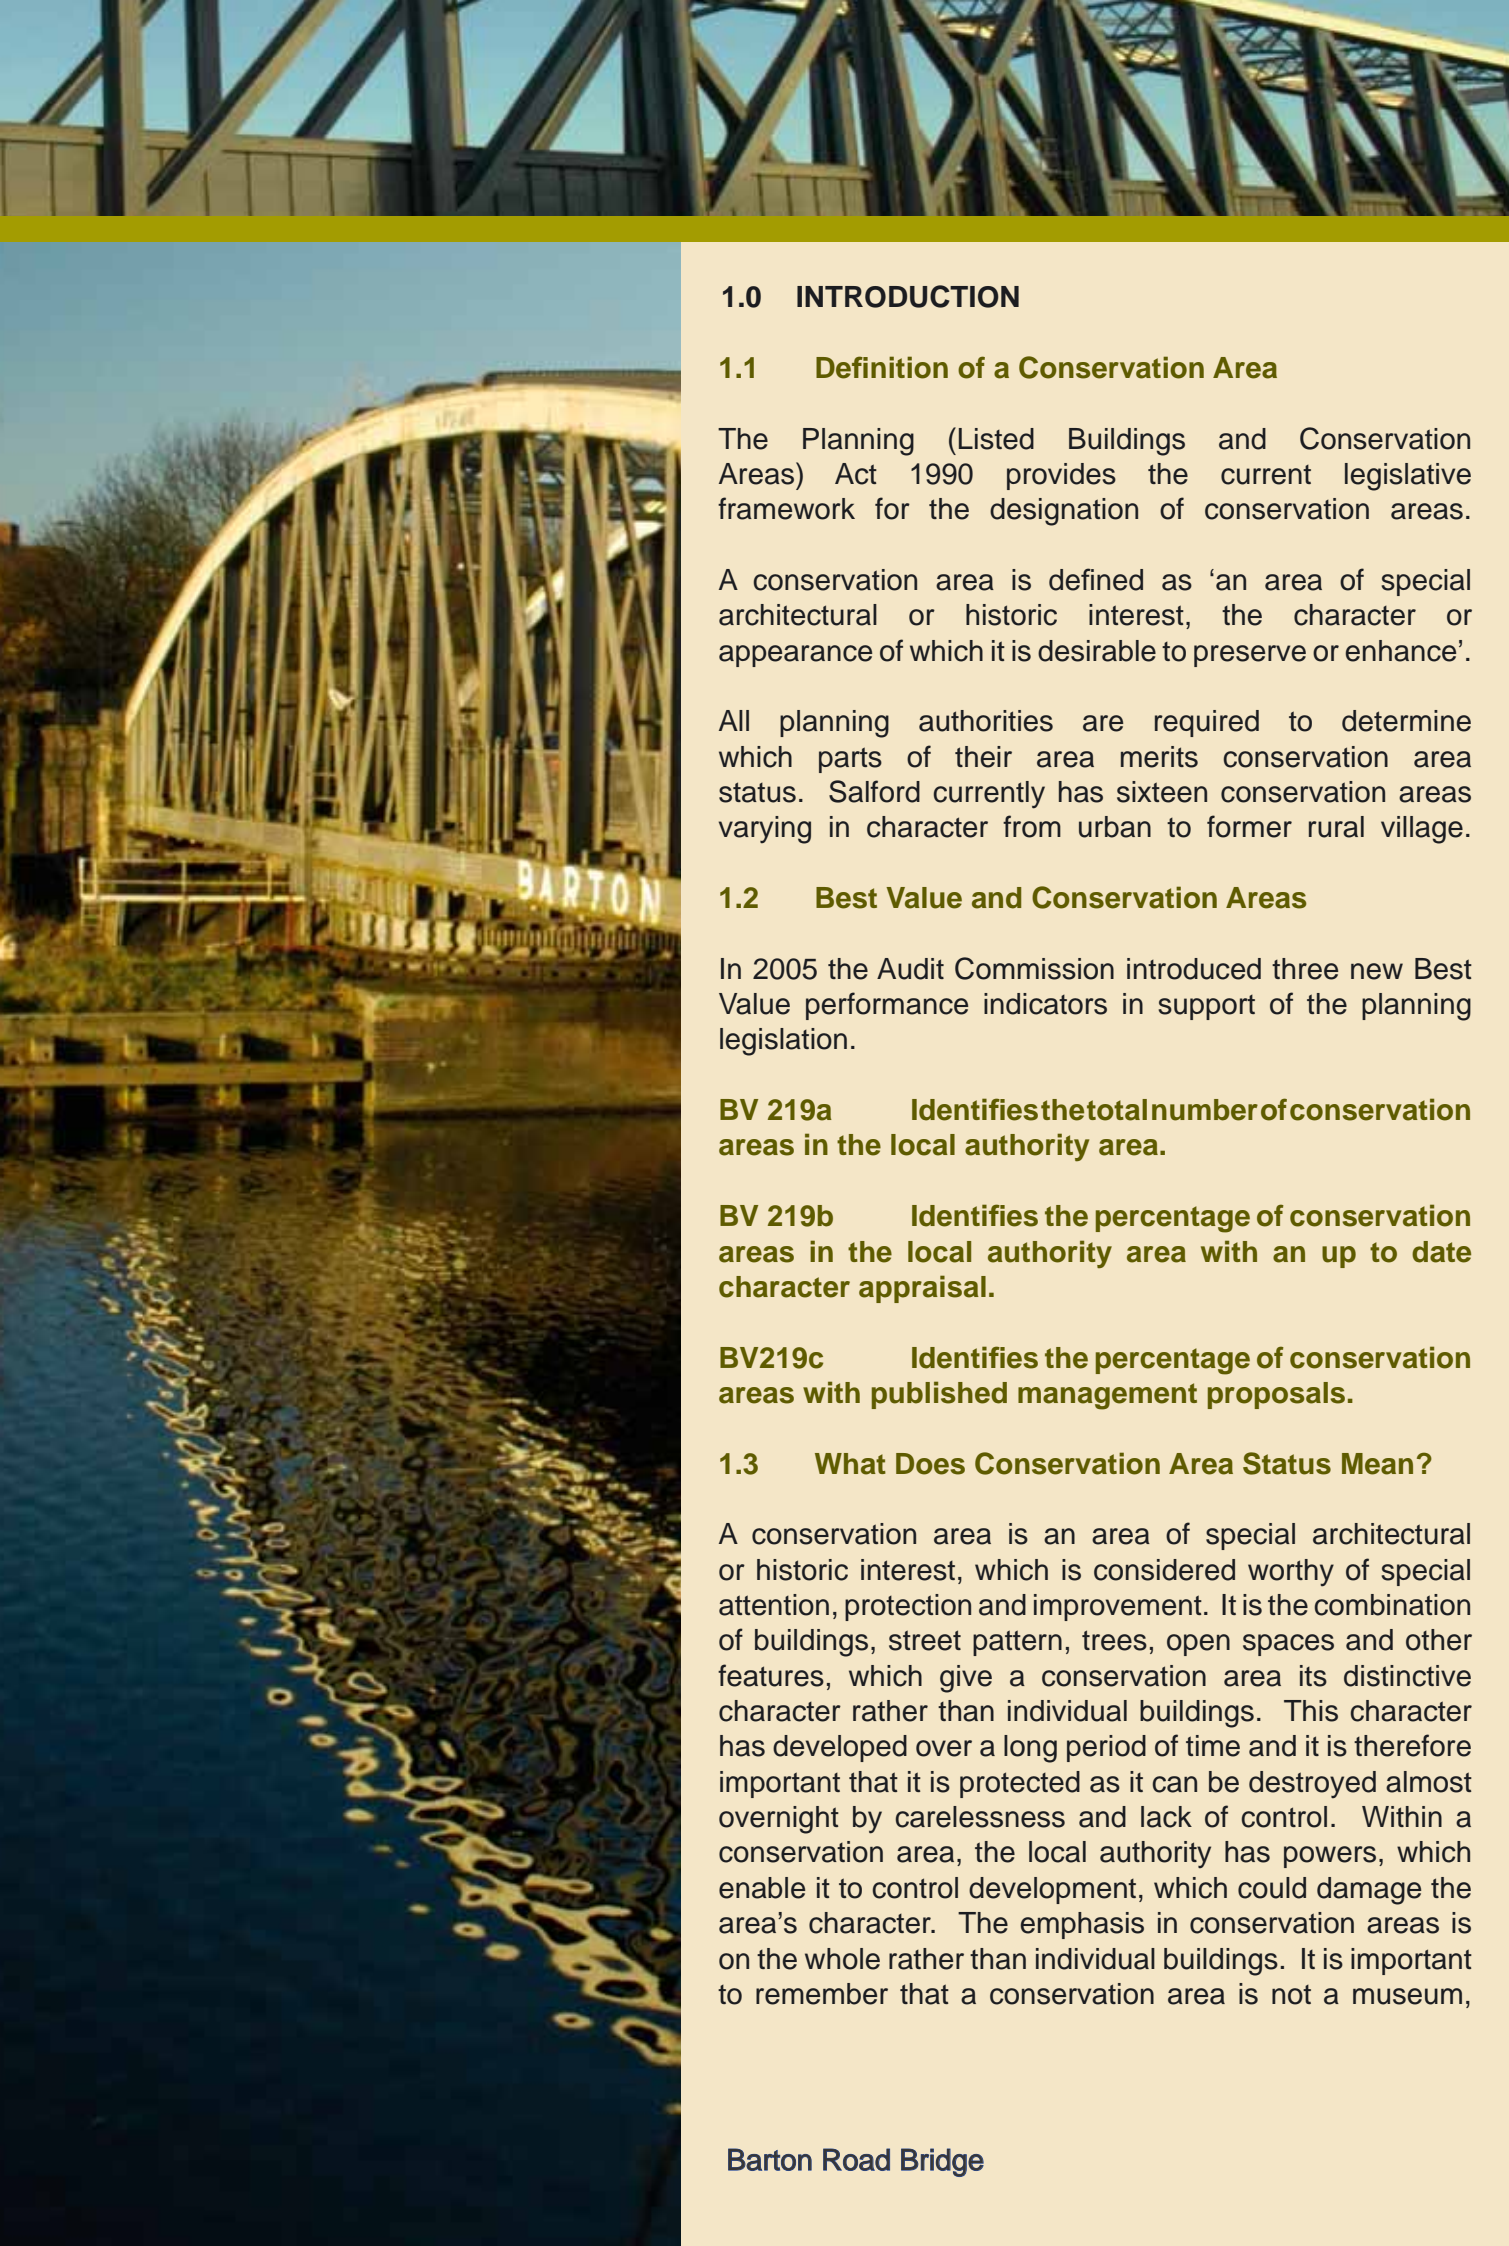 BARTON
1.0 INTRODUCTION
1.1 Definition of a Conservation Area
The Planning (Listed Buildings and Conservation
Areas) Act 1990 provides the current legislative
framework for the designation of conservation areas.
A conservation area is defined as ‘an area of special
architectural or historic interest, the character or
appearance of which it is desirable to preserve or enhance’.
All planning authorities are required to determine
which parts of their area merits conservation area
status. Salford currently has sixteen conservation areas
varying in character from urban to former rural village.
1.2 Best Value and Conservation Areas
In 2005 the Audit Commission introduced three new Best
Value performance indicators in support of the planning
legislation.
BV 219a Identifies the total number of conservation
areas in the local authority area.
BV 219b Identifies the percentage of conservation
areas in the local authority area with an up to date
character appraisal.
BV219c Identifies the percentage of conservation
areas with published management proposals.
1.3 What Does Conservation Area Status Mean?
A conservation area is an area of special architectural
or historic interest, which is considered worthy of special
attention, protection and improvement. It is the combination
of buildings, street pattern, trees, open spaces and other
features, which give a conservation area its distinctive
character rather than individual buildings. This character
has developed over a long period of time and it is therefore
important that it is protected as it can be destroyed almost
overnight by carelessness and lack of control. Within a
conservation area, the local authority has powers, which
enable it to control development, which could damage the
area’s character. The emphasis in conservation areas is
on the whole rather than individual buildings. It is important
to remember that a conservation area is not a museum,
Barton Road Bridge